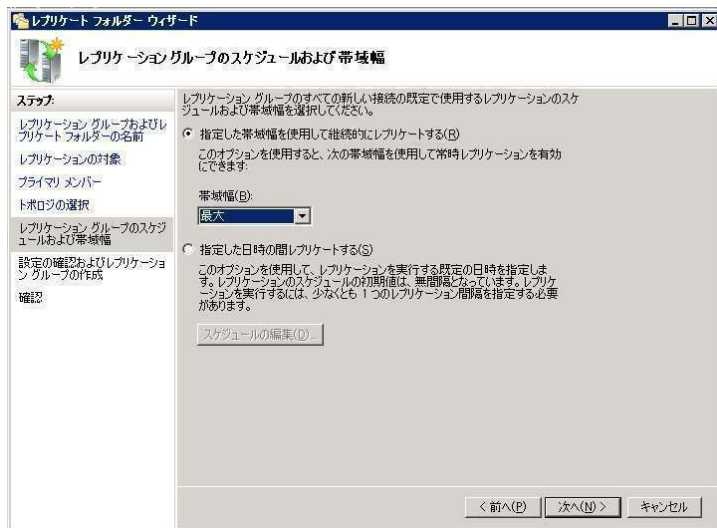 レプリケート フォルダー ウィザード
レプリケーション グループのスケジュールおよび帯域幅
ステップ:
レプリケーション グループおよびレ
プリケート フォルダーの名前
レプリケーションの対象
プライマリ メンバー
トポロジの選択
レプリケーション グループのスケジ
ュールおよび帯域幅
設定の確認およびレプリケーショ
ン グループの作成
確認
レプリケーション グループのすべての新しい接続の既定で使用するレプリケーションのスケ
ジュールおよび帯域幅を選択してください。
指定した帯域幅を使用して継続的にレプリケートする(R)
このオプションを使用すると、次の帯域幅を使用して常時レプリケーションを有効
にできます:
帯域幅(B):
最大
指定した日時の間レプリケートする(S)
このオプションを使用して、レプリケーションを実行する既定の日時を指定しま
す。レプリケーションのスケジュールの初期値は、無間隔となっています。レプリケ
ーションを実行するには、少なくとも 1 つのレプリケーション間隔を指定する必要
があります。
スケジュールの編集(D)...
< 前へ(P)
次へ(N) >
キャンセル